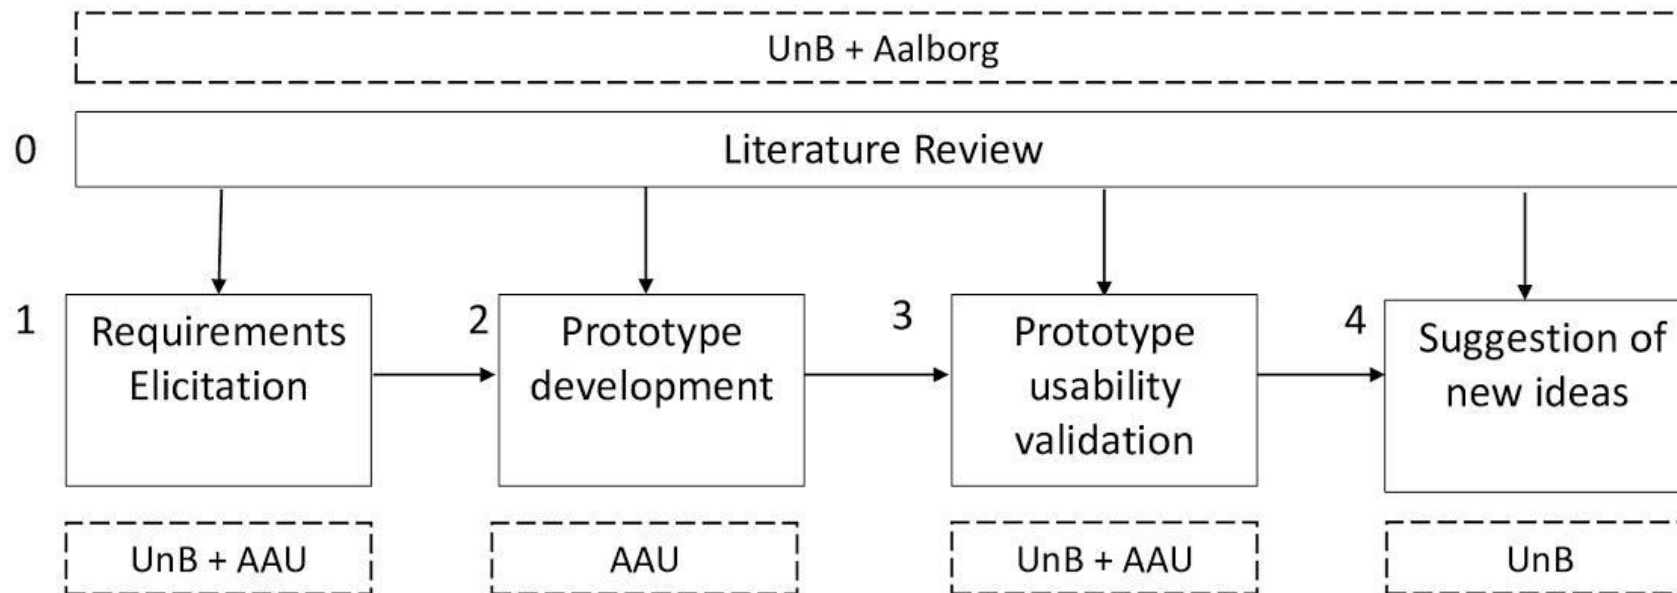 UnB + Aalborg
0
Literature Review
1
Requirements
Elicitation
2
Prototype
development
3
Prototype
usability
validation
4
Suggestion of
new ideas
UnB + AAU
AAU
UnB + AAU
UnB